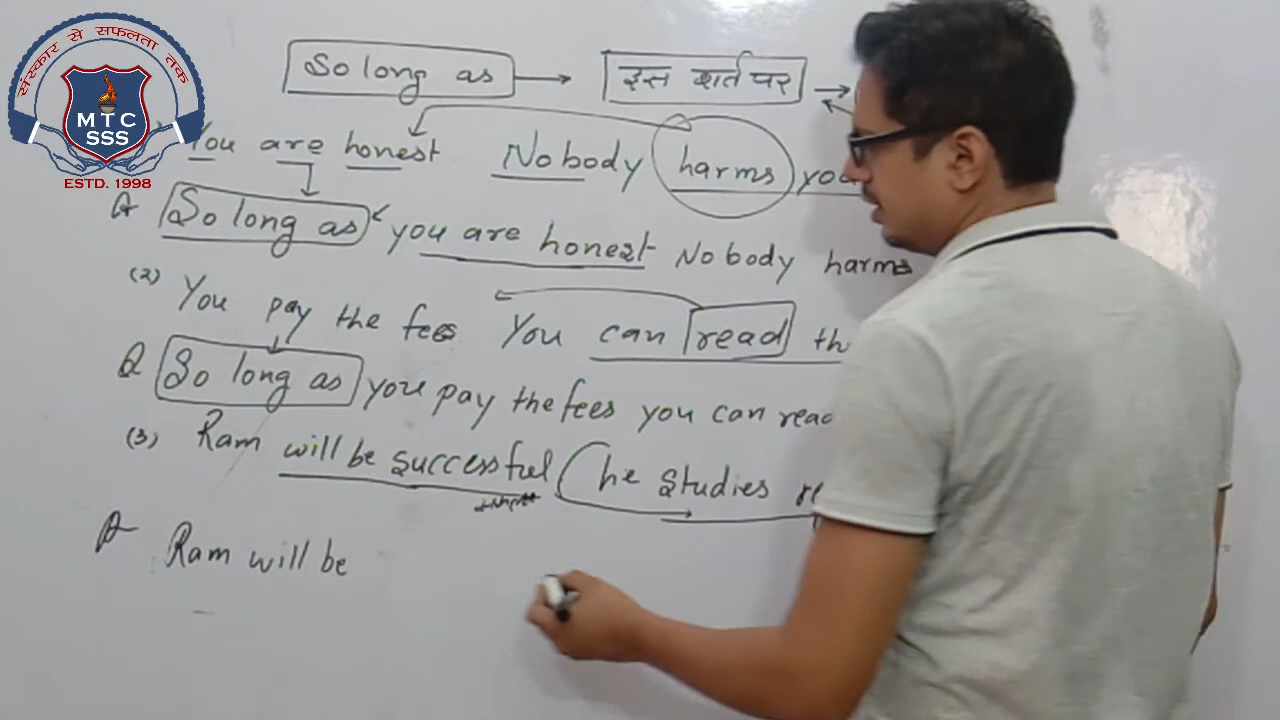 संस्कार से सफलता तक
MTC
SSS
ESTD. 1998
So long as → इस शर्त पर →
You are honest Nobody harms you
A So long as you are honest Nobody harms
(2) You pay the fees You can read th
A So long as you pay the fees you can read
(3) Ram will be successful he studies re
A Ram will be